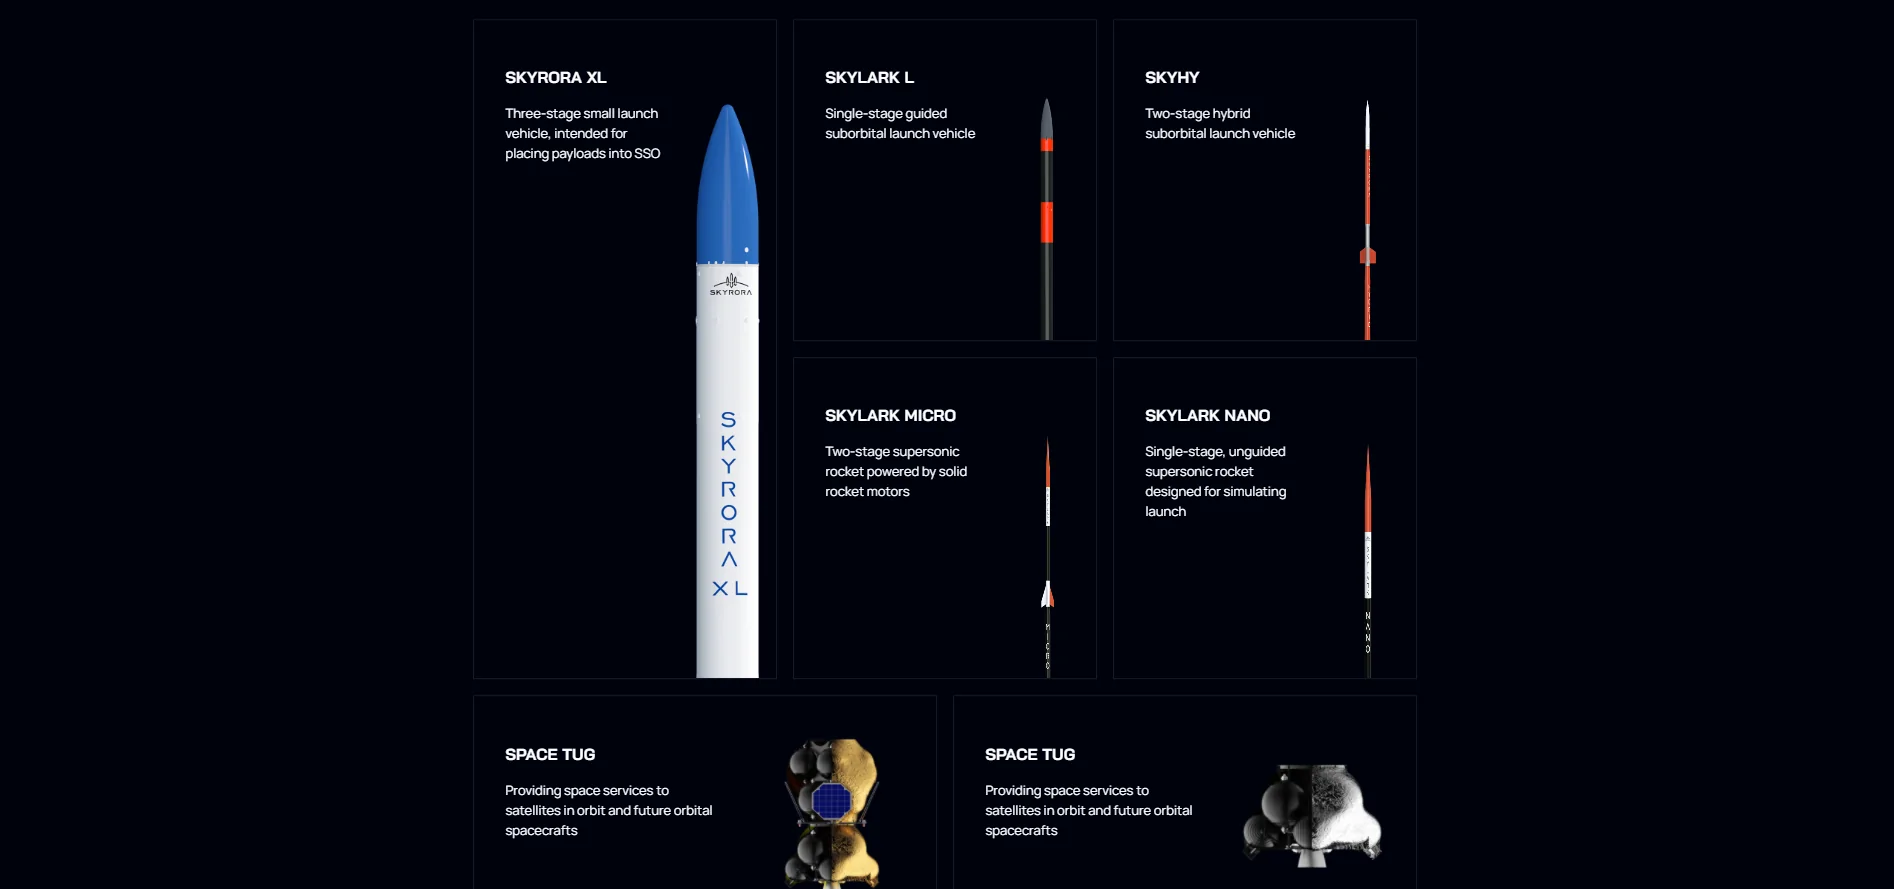 SKYRORA XL
Three-stage small launch
vehicle, intended for
placing payloads into SSO
SKYRORA
SKYRORA
XL
SKYLARK L
Single-stage guided
suborbital launch vehicle
SKYHY
Two-stage hybrid
suborbital launch vehicle
SKYLARK MICRO
Two-stage supersonic
rocket powered by solid
rocket motors
MICRO
SKYLARK NANO
Single-stage, unguided
supersonic rocket
designed for simulating
launch
NANO
SPACE TUG
Providing space services to
satellites in orbit and future orbital
spacecrafts
SPACE TUG
Providing space services to
satellites in orbit and future orbital
spacecrafts